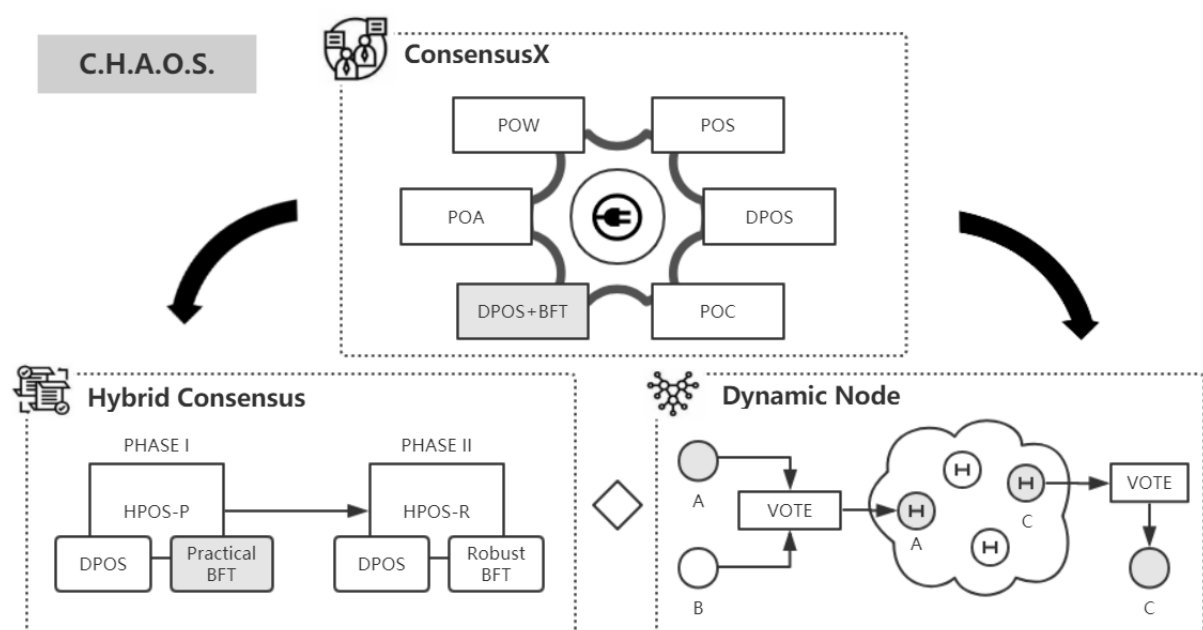 C.H.A.O.S.
ConsensusX
POW
POS
POA
DPOS
DPOS+BFT
POC
Hybrid Consensus
PHASE I
PHASE II
HPOS-P
HPOS-R
DPOS
Practical
BFT
DPOS
Robust
BFT
Dynamic Node
A
B
VOTE
H
H
A
H
C
H
VOTE
C